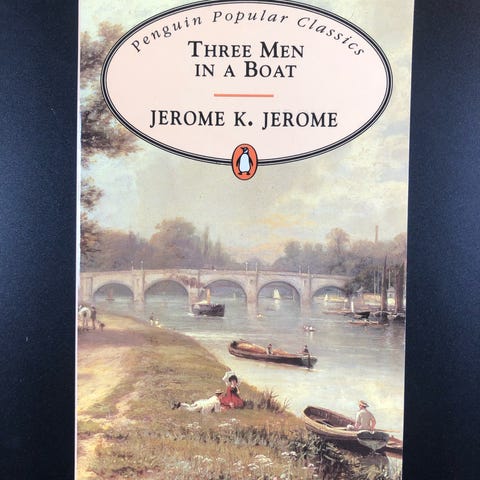 Penguin Popular Classics
THREE MEN
IN A BOAT
JEROME K. JEROME